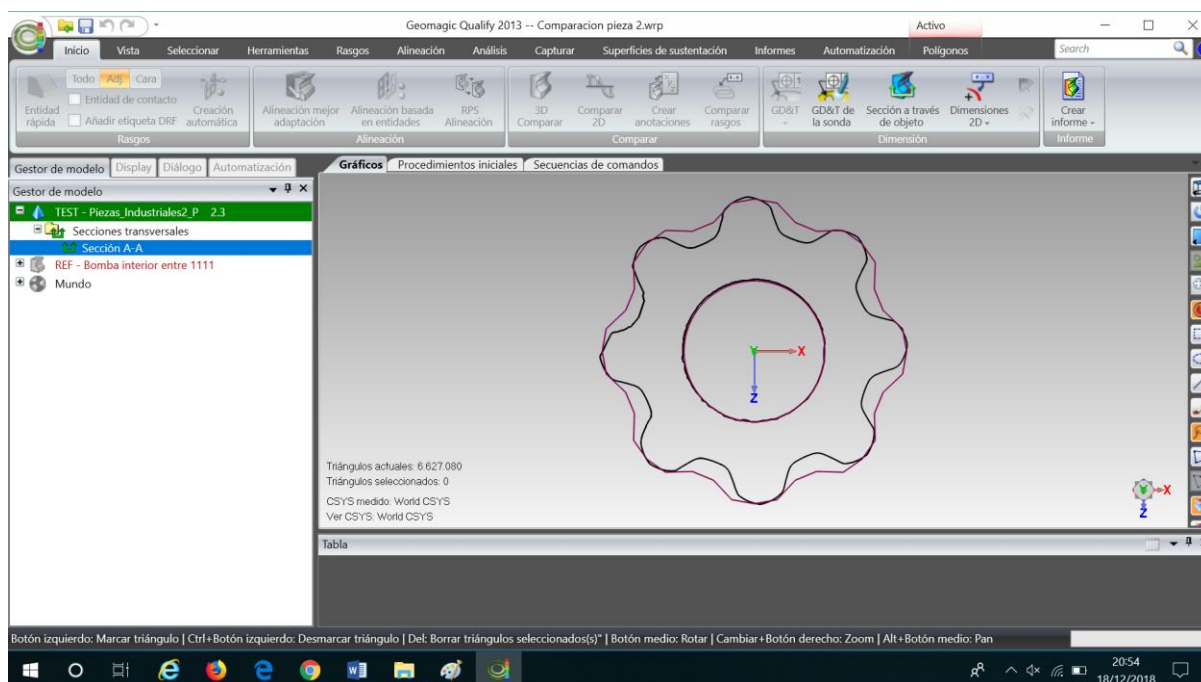 Geomagic Qualify 2013 -- Comparacion pieza 2.wrp
Activo
Inicio Vista Seleccionar Herramientas Rasgos Alineación Análisis Capturar Superficies de sustentación Informes Automatización Polígonos Search
Entidad rápida
Todo Adj. Cara
Entidad de contacto
Añadir etiqueta DRF
Creación automática
Rasgos
Alineación mejor adaptación
Alineación basada en entidades
RPS Alineación
Alineación
3D Comparar
Comparar 2D
Crear anotaciones
Comparar rasgos
Comparar
GD&T
GD&T de la sonda
Sección a través de objeto
Dimensiones 2D
Dimensión
Crear informe
Informe
Gestor de modelo Display Diálogo Automatización
Gráficos Procedimientos iniciales Secuencias de comandos
Gestor de modelo
TEST - Piezas_Industriales2_P 2.3
Secciones transversales
Sección A-A
REF - Bomba interior entre 1111
Mundo
Y X
Z
Triángulos actuales: 6.627.080
Triángulos seleccionados: 0
CSYS medido: World CSYS
Ver CSYS: World CSYS
Y X
Z
Tabla
Botón izquierdo: Marcar triángulo | Ctrl+Botón izquierdo: Desmarcar triángulo | Del: Borrar triángulos seleccionados(s)" | Botón medio: Rotar | Cambiar+Botón derecho: Zoom | Alt+Botón medio: Pan
20:54
18/12/2018